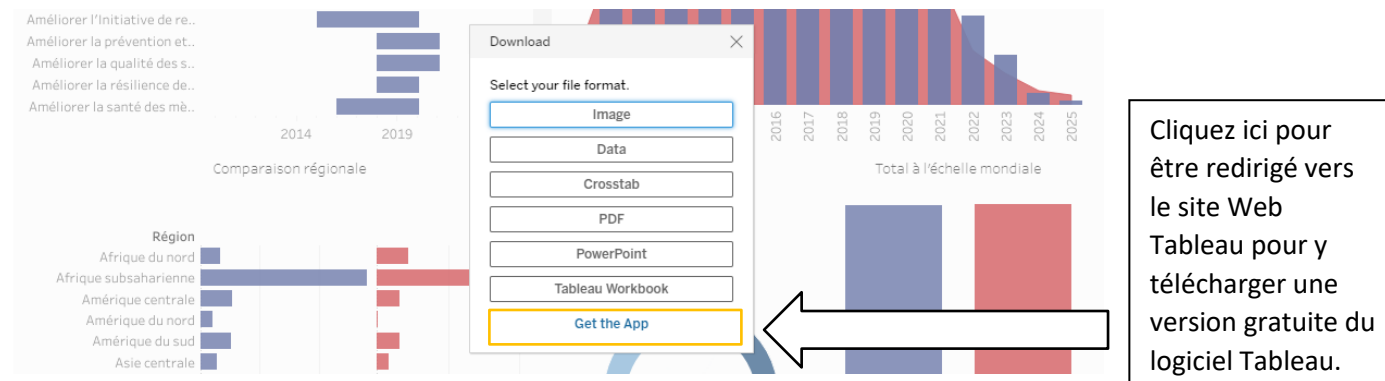 Améliorer l'Initiative de re..
Améliorer la prévention et..
Améliorer la qualité des s..
Améliorer la résilience de..
Améliorer la santé des mè..
2014
2019
Comparaison régionale
Région
Afrique du nord
Afrique subsaharienne
Amérique centrale
Amérique du nord
Amérique du sud
Asie centrale
Download
Select your file format.
Image
Data
Crosstab
PDF
PowerPoint
Tableau Workbook
Get the App
2016
2017
2018
2019
2020
2021
2022
2023
2024
2025
Total à l'échelle mondiale
Cliquez ici pour
être redirigé vers
le site Web
Tableau pour y
télécharger une
version gratuite du
logiciel Tableau.